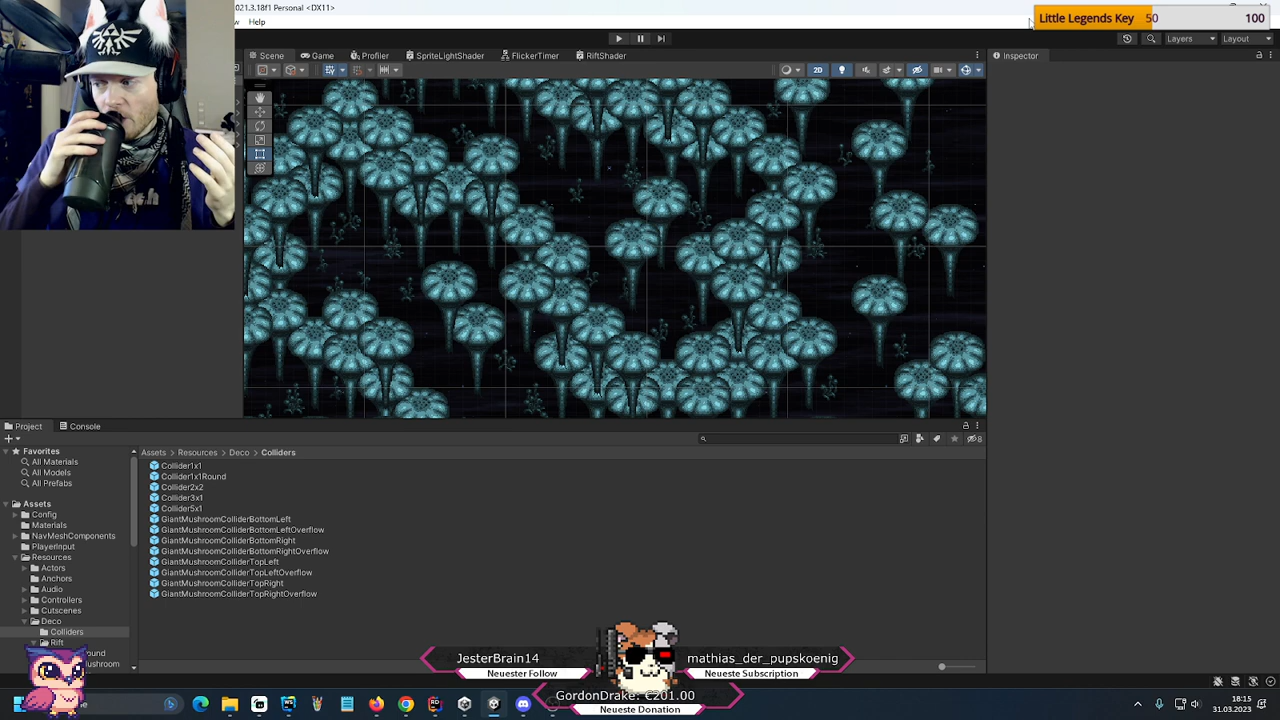 021.3.18f1 Personal <DX11>
Help
Little Legends Key 50 100
Layers Layout
Scene Game Profiler SpriteLightShader FlickerTimer RiftShader Inspector
2D
Project Console
Favorites
All Materials
All Models
All Prefabs
Assets
Config
Materials
NavMeshComponents
PlayerInput
Resources
Actors
Anchors
Audio
Controllers
Cutscenes
Deco
Colliders
Rift
Assets Resources Deco Colliders
Collider1x1
Collider1x1Round
Collider2x2
Collider3x1
Collider5x1
GiantMushroomColliderBottomLeft
GiantMushroomColliderBottomLeftOverflow
GiantMushroomColliderBottomRight
GiantMushroomColliderBottomRightOverflow
GiantMushroomColliderTopLeft
GiantMushroomColliderTopLeftOverflow
GiantMushroomColliderTopRight
GiantMushroomColliderTopRightOverflow
8
JesterBrain14
Neuester Follow
mathias_der_pupskoenig
Neueste Subscription
GordonDrake: €201.00
Neueste Donation
18:15
31.03.2023